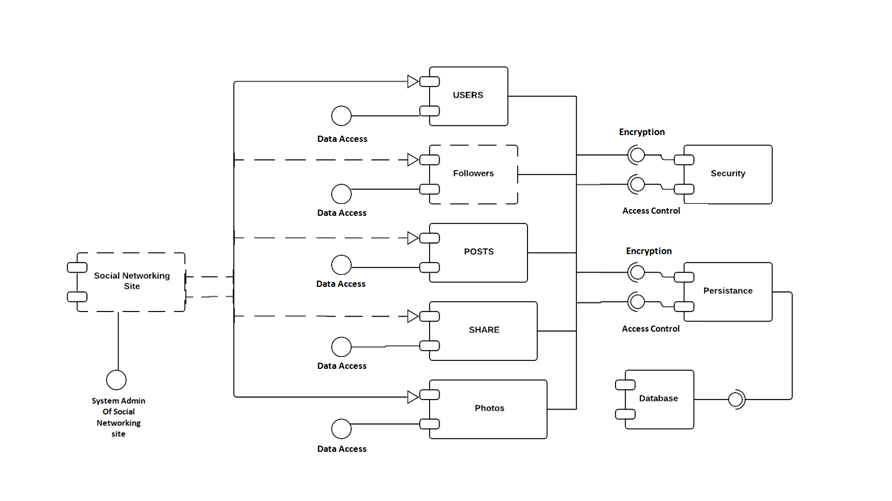 USERS
Data Access
Encryption
Followers
Security
Data Access
Access Control
POSTS
Encryption
Social Networking
Site
Data Access
Persistance
SHARE
Access Control
Data Access
System Admin
Of Social
Networking
site
Photos
Database
Data Access